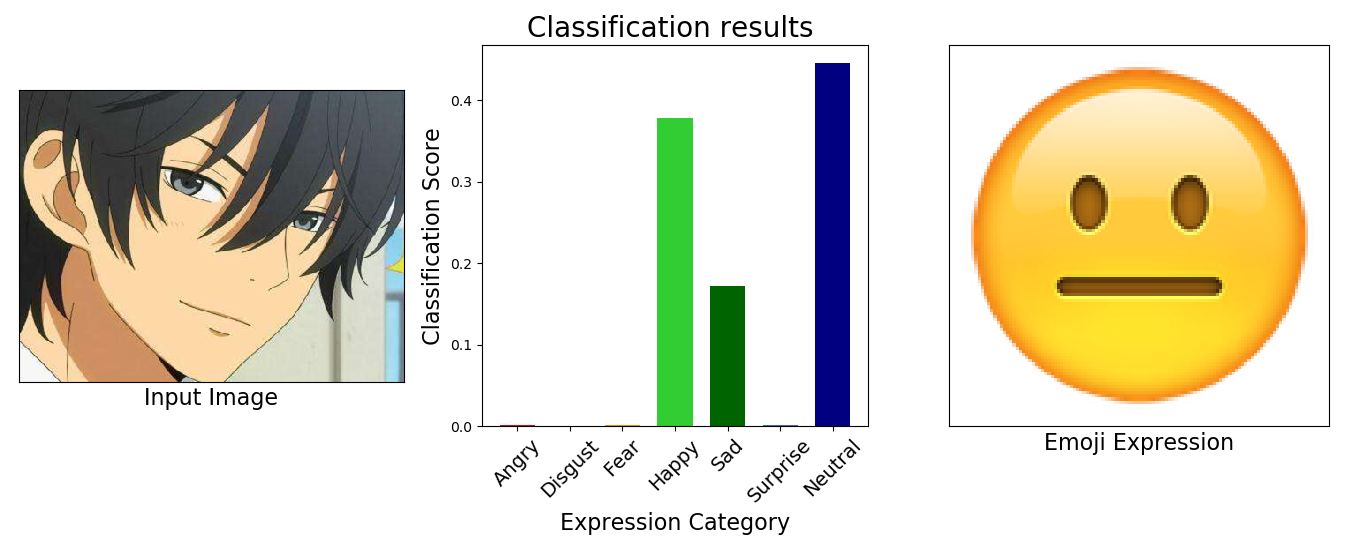 Classification results
Classification Score
0.4
0.3
0.2
0.1
0.0
Angry
Disgust
Fear
Happy
Sad
Surprise
Neutral
Expression Category
Input Image
Emoji Expression